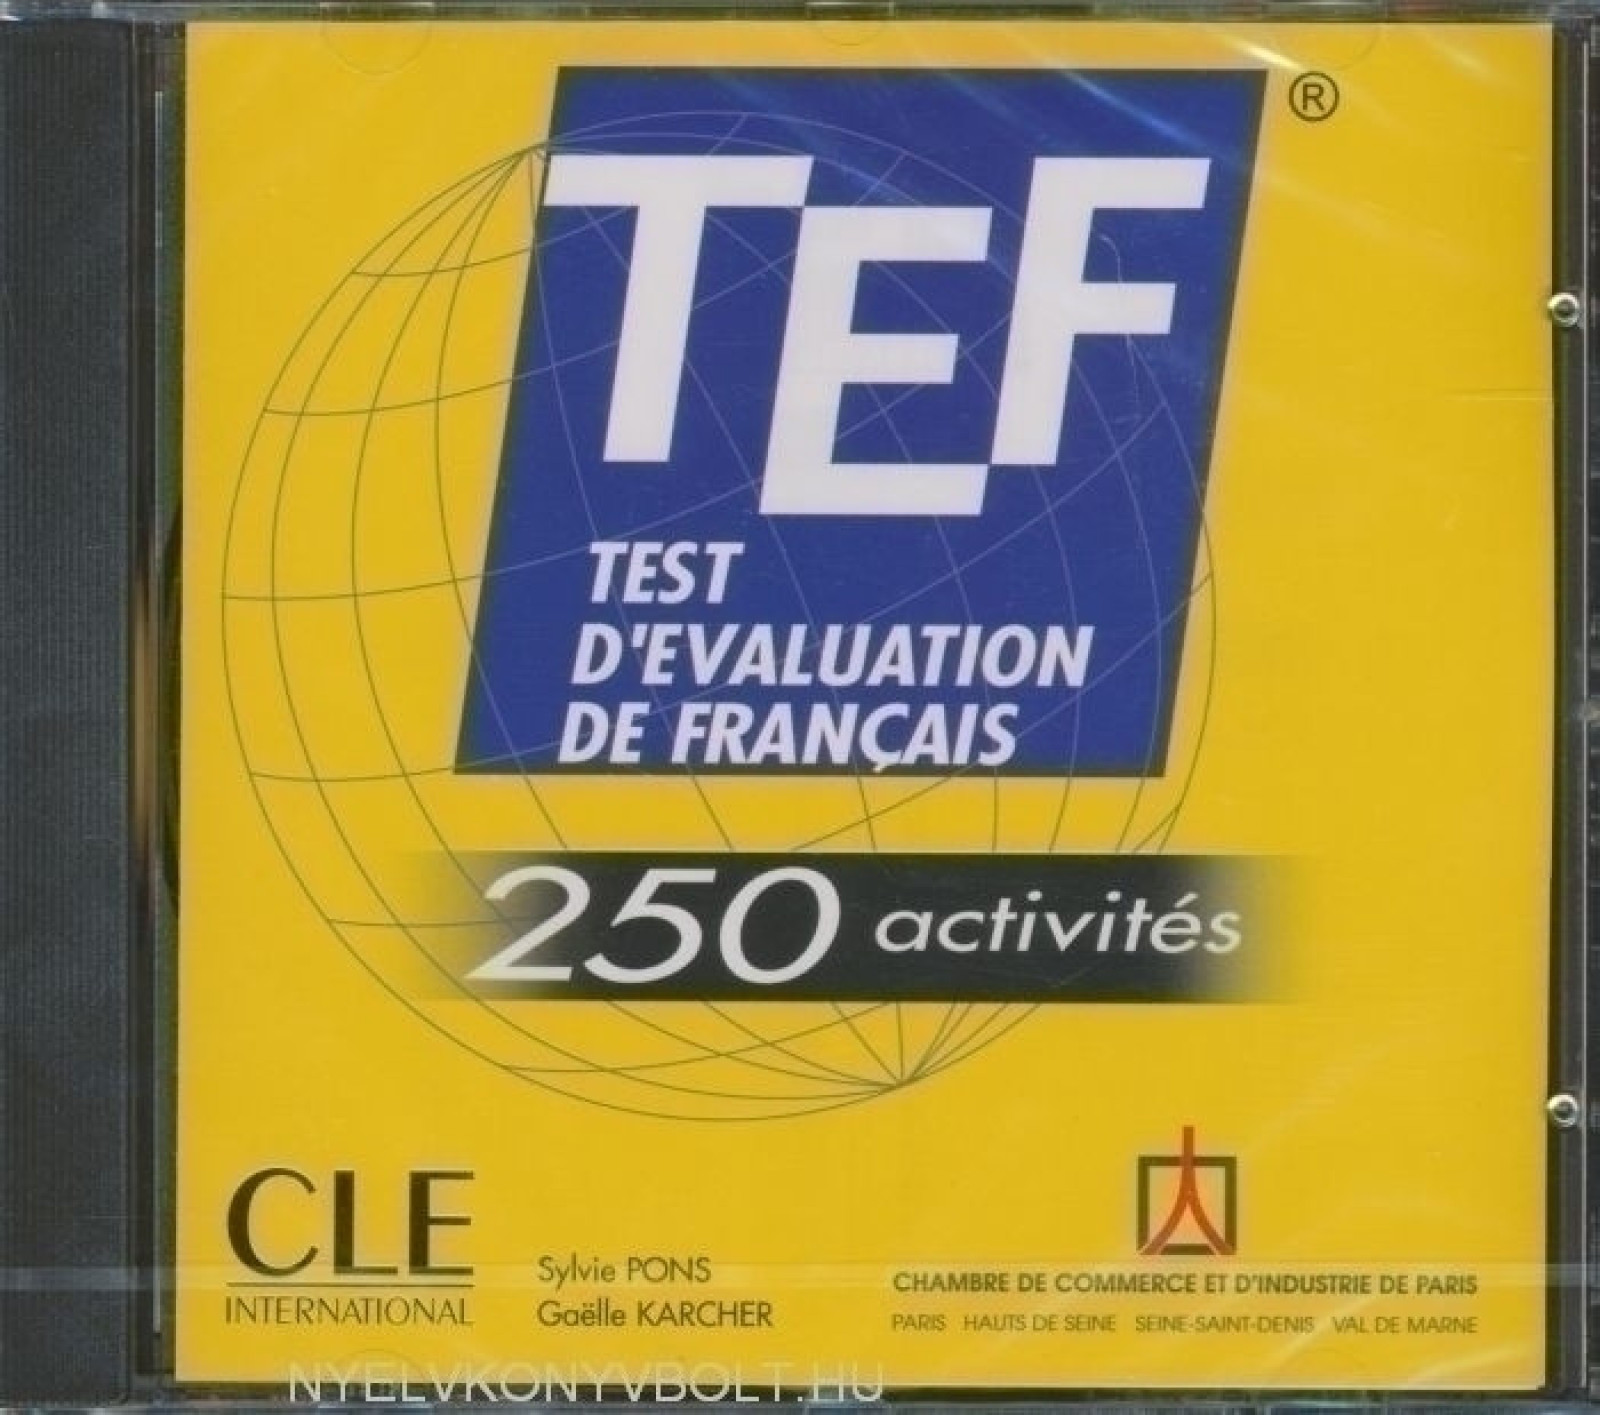 ®
TEF
TEST
D'EVALUATION
DE FRANÇAIS
250 activités
CLE
INTERNATIONAL
Sylvie PONS
Gaëlle KARCHER
CHAMBRE DE COMMERCE ET D'INDUSTRIE DE PARIS
PARIS HAUTS DE SEINE SEINE-SAINT-DENIS VAL DE MARNE
NYELVKONYVBOLT.HU